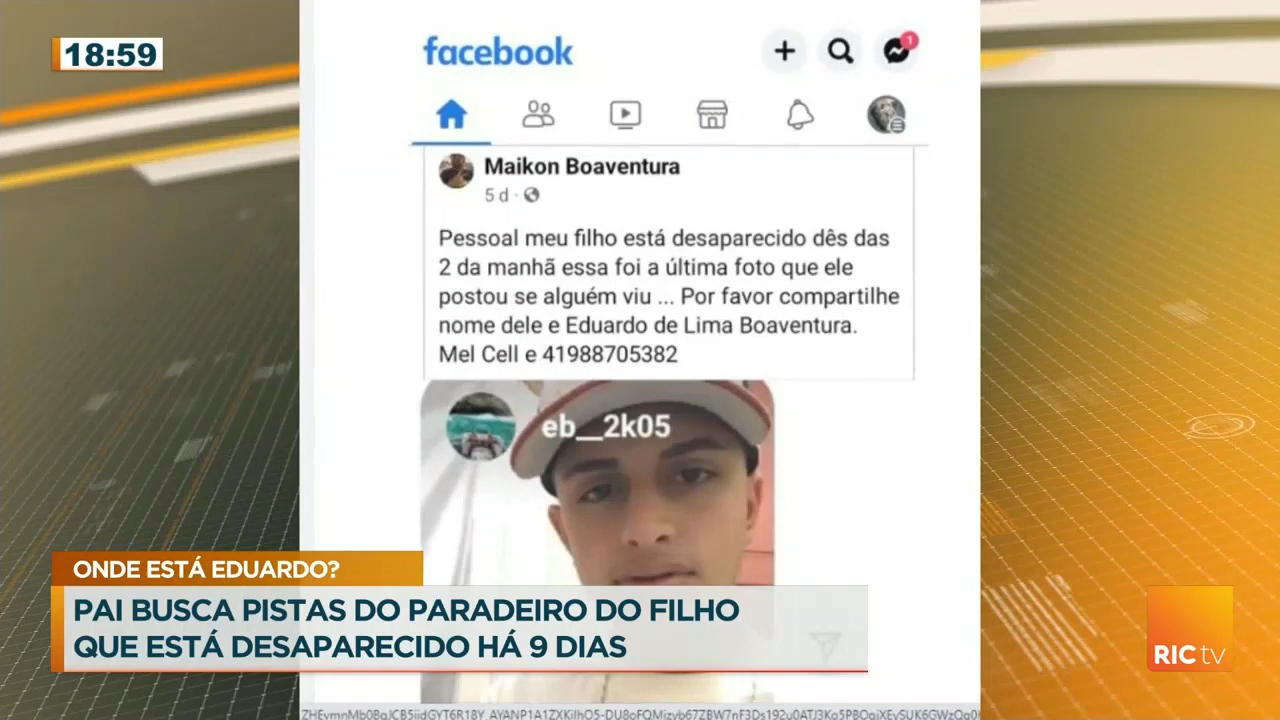 18:59
facebook
1
Maikon Boaventura
5 d
Pessoal meu filho está desaparecido dês das
2 da manhã essa foi a última foto que ele
postou se alguém viu ... Por favor compartilhe
nome dele e Eduardo de Lima Boaventura.
Mel Cell e 41988705382
eb__2k05
ONDE ESTÁ EDUARDO?
PAI BUSCA PISTAS DO PARADEIRO DO FILHO
QUE ESTÁ DESAPARECIDO HÁ 9 DIAS
RICtv